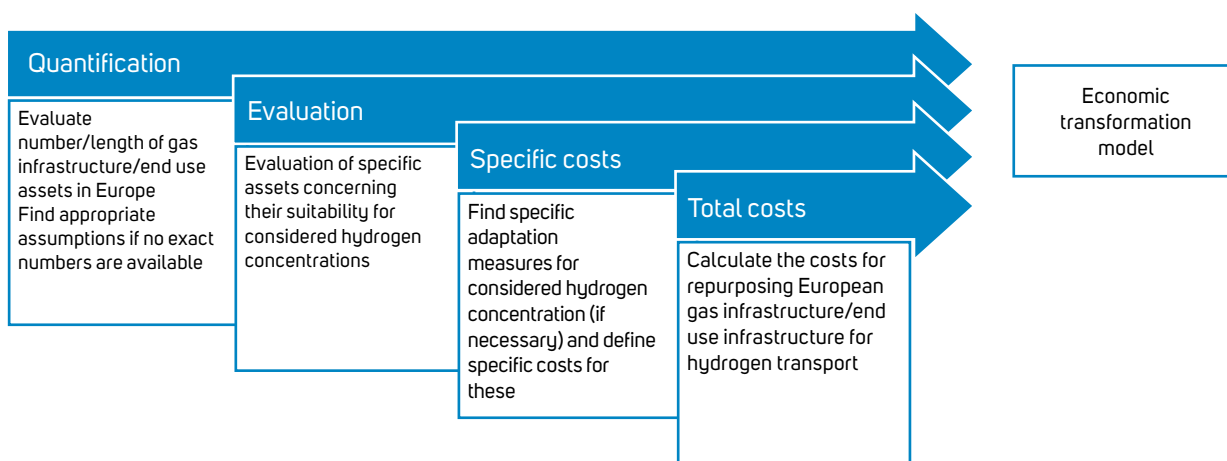 Quantification
Evaluate
number/length of gas
infrastructure/end use
assets in Europe
Find appropriate
assumptions if no exact
numbers are available
Evaluation
Evaluation of specific
assets concerning
their suitability for
considered hydrogen
concentrations
Specific costs
Find specific
adaptation
measures for
considered hydrogen
concentration (if
necessary) and define
specific costs for
these
Total costs
Calculate the costs for
repurposing European
gas infrastructure/end
use infrastructure for
hydrogen transport
Economic
transformation
model